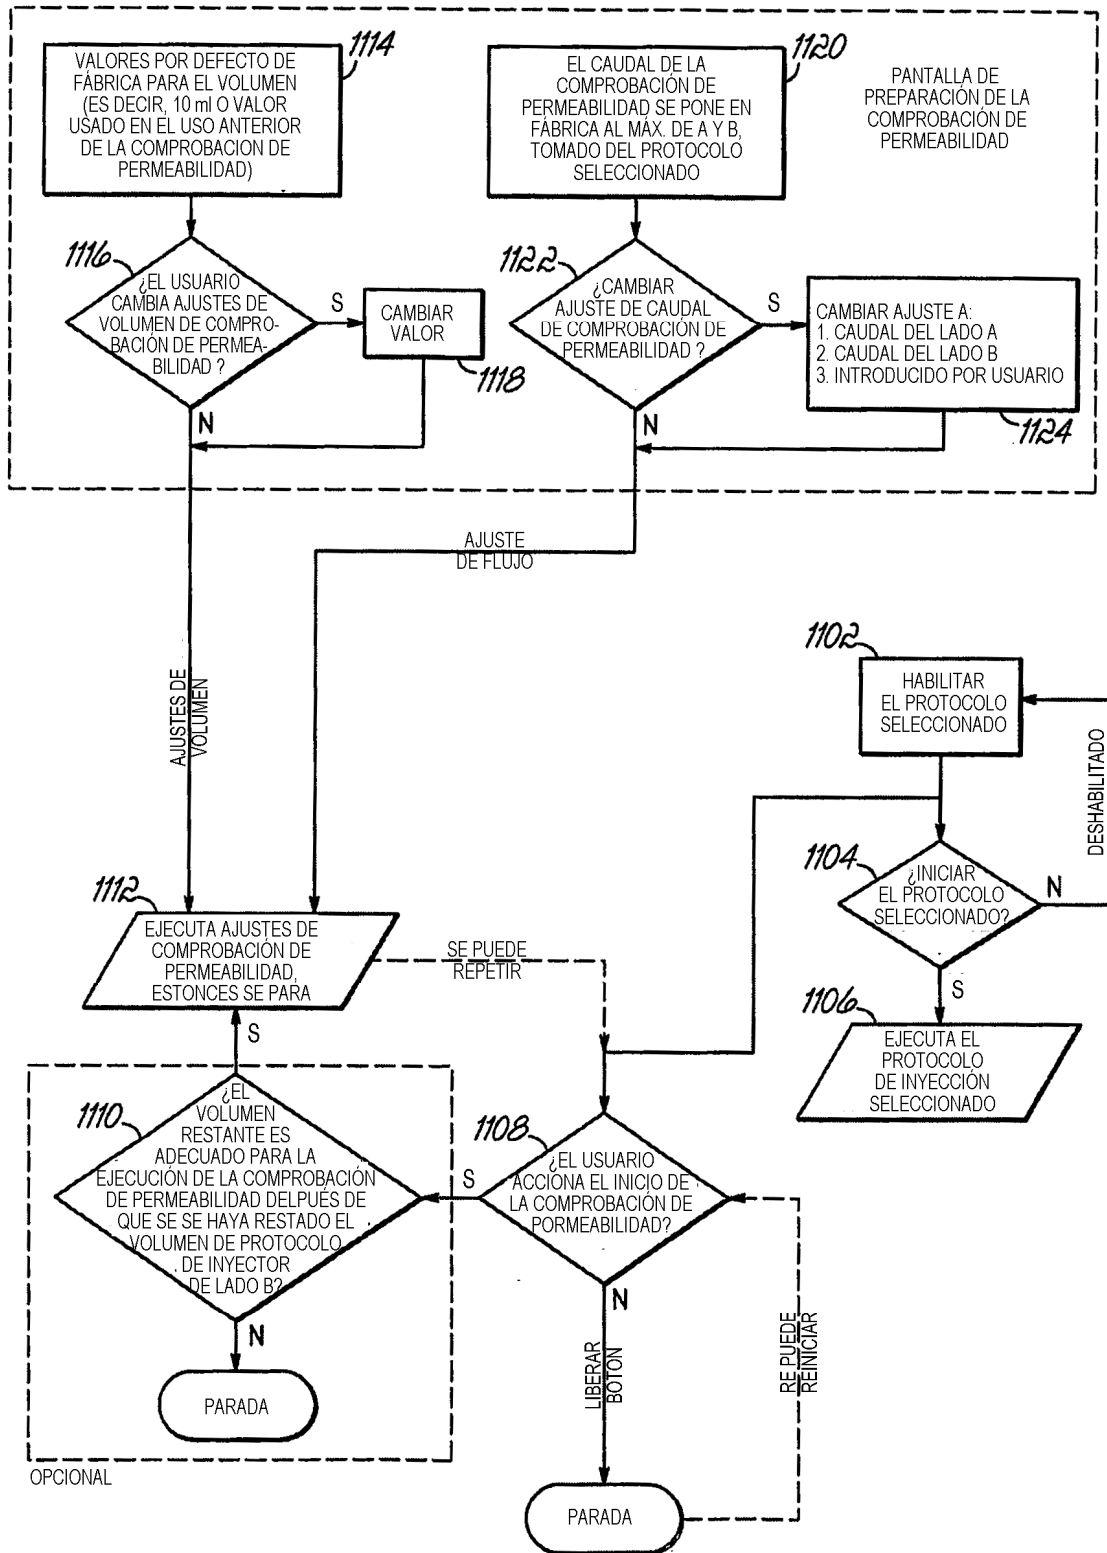 1114
VALORES POR DEFECTO DE
FÁBRICA PARA EL VOLUMEN
(ES DECIR, 10 ml O VALOR
USADO EN EL USO ANTERIOR
DE LA COMPROBACION DE
PERMEABILIDAD)
1120
EL CAUDAL DE LA
COMPROBACIÓN DE
PERMEABILIDAD SE PONE EN
FÁBRICA AL MÁX. DE A Y B,
TOMADO DEL PROTOCOLO
SELECCIONADO
PANTALLA DE
PREPARACIÓN DE LA
COMPROBACIÓN DE
PERMEABILIDAD
1116
¿EL USUARIO
CAMBIA AJUSTES DE
VOLUMEN DE COMPRO-
BACIÓN DE PERMEA-
BILIDAD ?
S
CAMBIAR
VALOR
1118
N
1122
¿CAMBIAR
AJUSTE DE CAUDAL
DE COMPROBACIÓN DE
PERMEABILIDAD ?
S
CAMBIAR AJUSTE A:
1. CAUDAL DEL LADO A
2. CAUDAL DEL LADO B
3. INTRODUCIDO POR USUARIO
1124
N
AJUSTE
DE FLUJO
AJUSTES DE
VOLUMEN
1102
HABILITAR
EL PROTOCOLO
SELECCIONADO
DESHABILITADO
1104
¿INICIAR
EL PROTOCOLO
SELECCIONADO?
N
S
1106
EJECUTA EL
PROTOCOLO
DE INYECCIÓN
SELECCIONADO
1112
EJECUTA AJUSTES DE
COMPROBACIÓN DE
PERMEABILIDAD,
ESTONCES SE PARA
SE PUEDE
REPETIR
S
1110
¿EL
VOLUMEN
RESTANTE ES
ADECUADO PARA LA
EJECUCIÓN DE LA COMPROBACIÓN
DE PERMEABILIDAD DELPUÉS DE
QUE SE SE HAYA RESTADO EL
VOLUMEN DE PROTOCOLO
DE INYECTOR
DE LADO B?
N
PARADA
OPCIONAL
1108
¿EL USUARIO
ACCIONA EL INICIO DE
LA COMPROBACIÓN DE
PORMEABILIDAD?
S
N
LIBERAR
BOTON
RE PUEDE
REINICIAR
PARADA